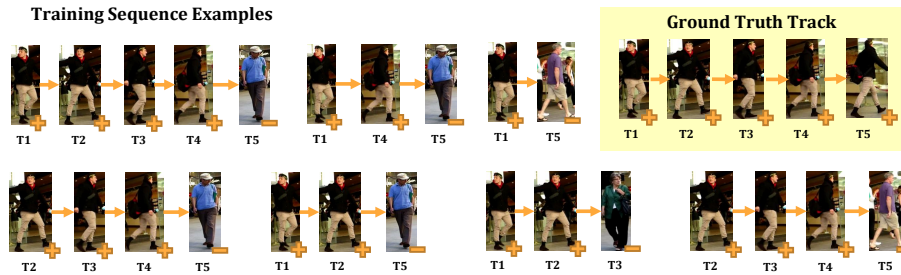 Training Sequence Examples
Ground Truth Track
T1 T2 T3 T4 T5
T1 T4 T5
T1 T5
T1 T2 T3 T4 T5
T2 T3 T4 T5
T1 T2 T5
T1 T2 T3
T2 T3 T4 T5